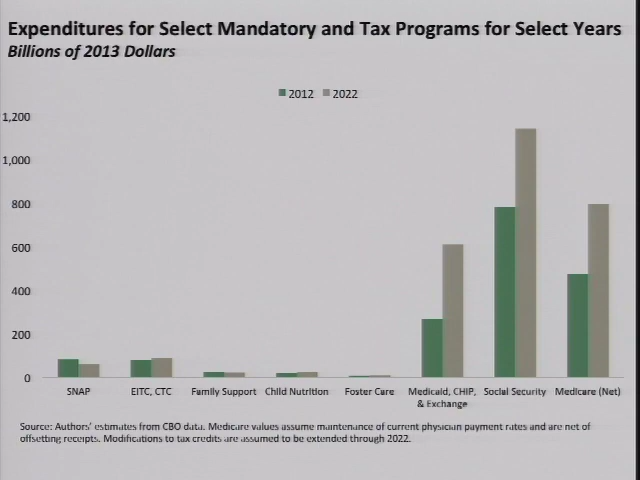 Expenditures for Select Mandatory and Tax Programs for Select Years
Billions of 2013 Dollars
2012 2022
1,200
1,000
800
600
400
200
0
SNAP EITC, CTC Family Support Child Nutrition Foster Care Medicaid, CHIP, Social Security Medicare (Net)
& Exchange
Source: Authors' estimates from CBO data. Medicare values assume maintenance of current physician payment rates and are net of
offsetting receipts. Modifications to tax credits are assumed to be extended through 2022.